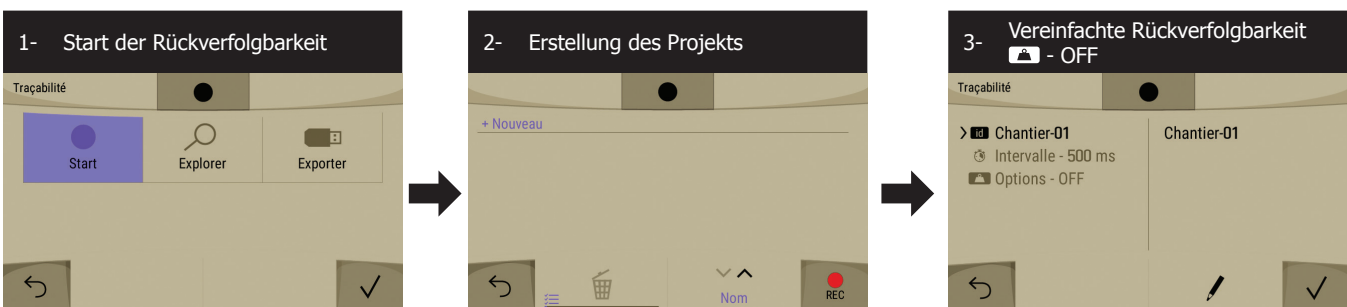 1- Start der Rückverfolgbarkeit
Traçabilité
Start Explorer Exporter
2- Erstellung des Projekts
+ Nouveau
Nom
REC
3- Vereinfachte Rückverfolgbarkeit
- OFF
Traçabilité
id Chantier-01
Intervalle - 500 ms
Options - OFF
Chantier-01